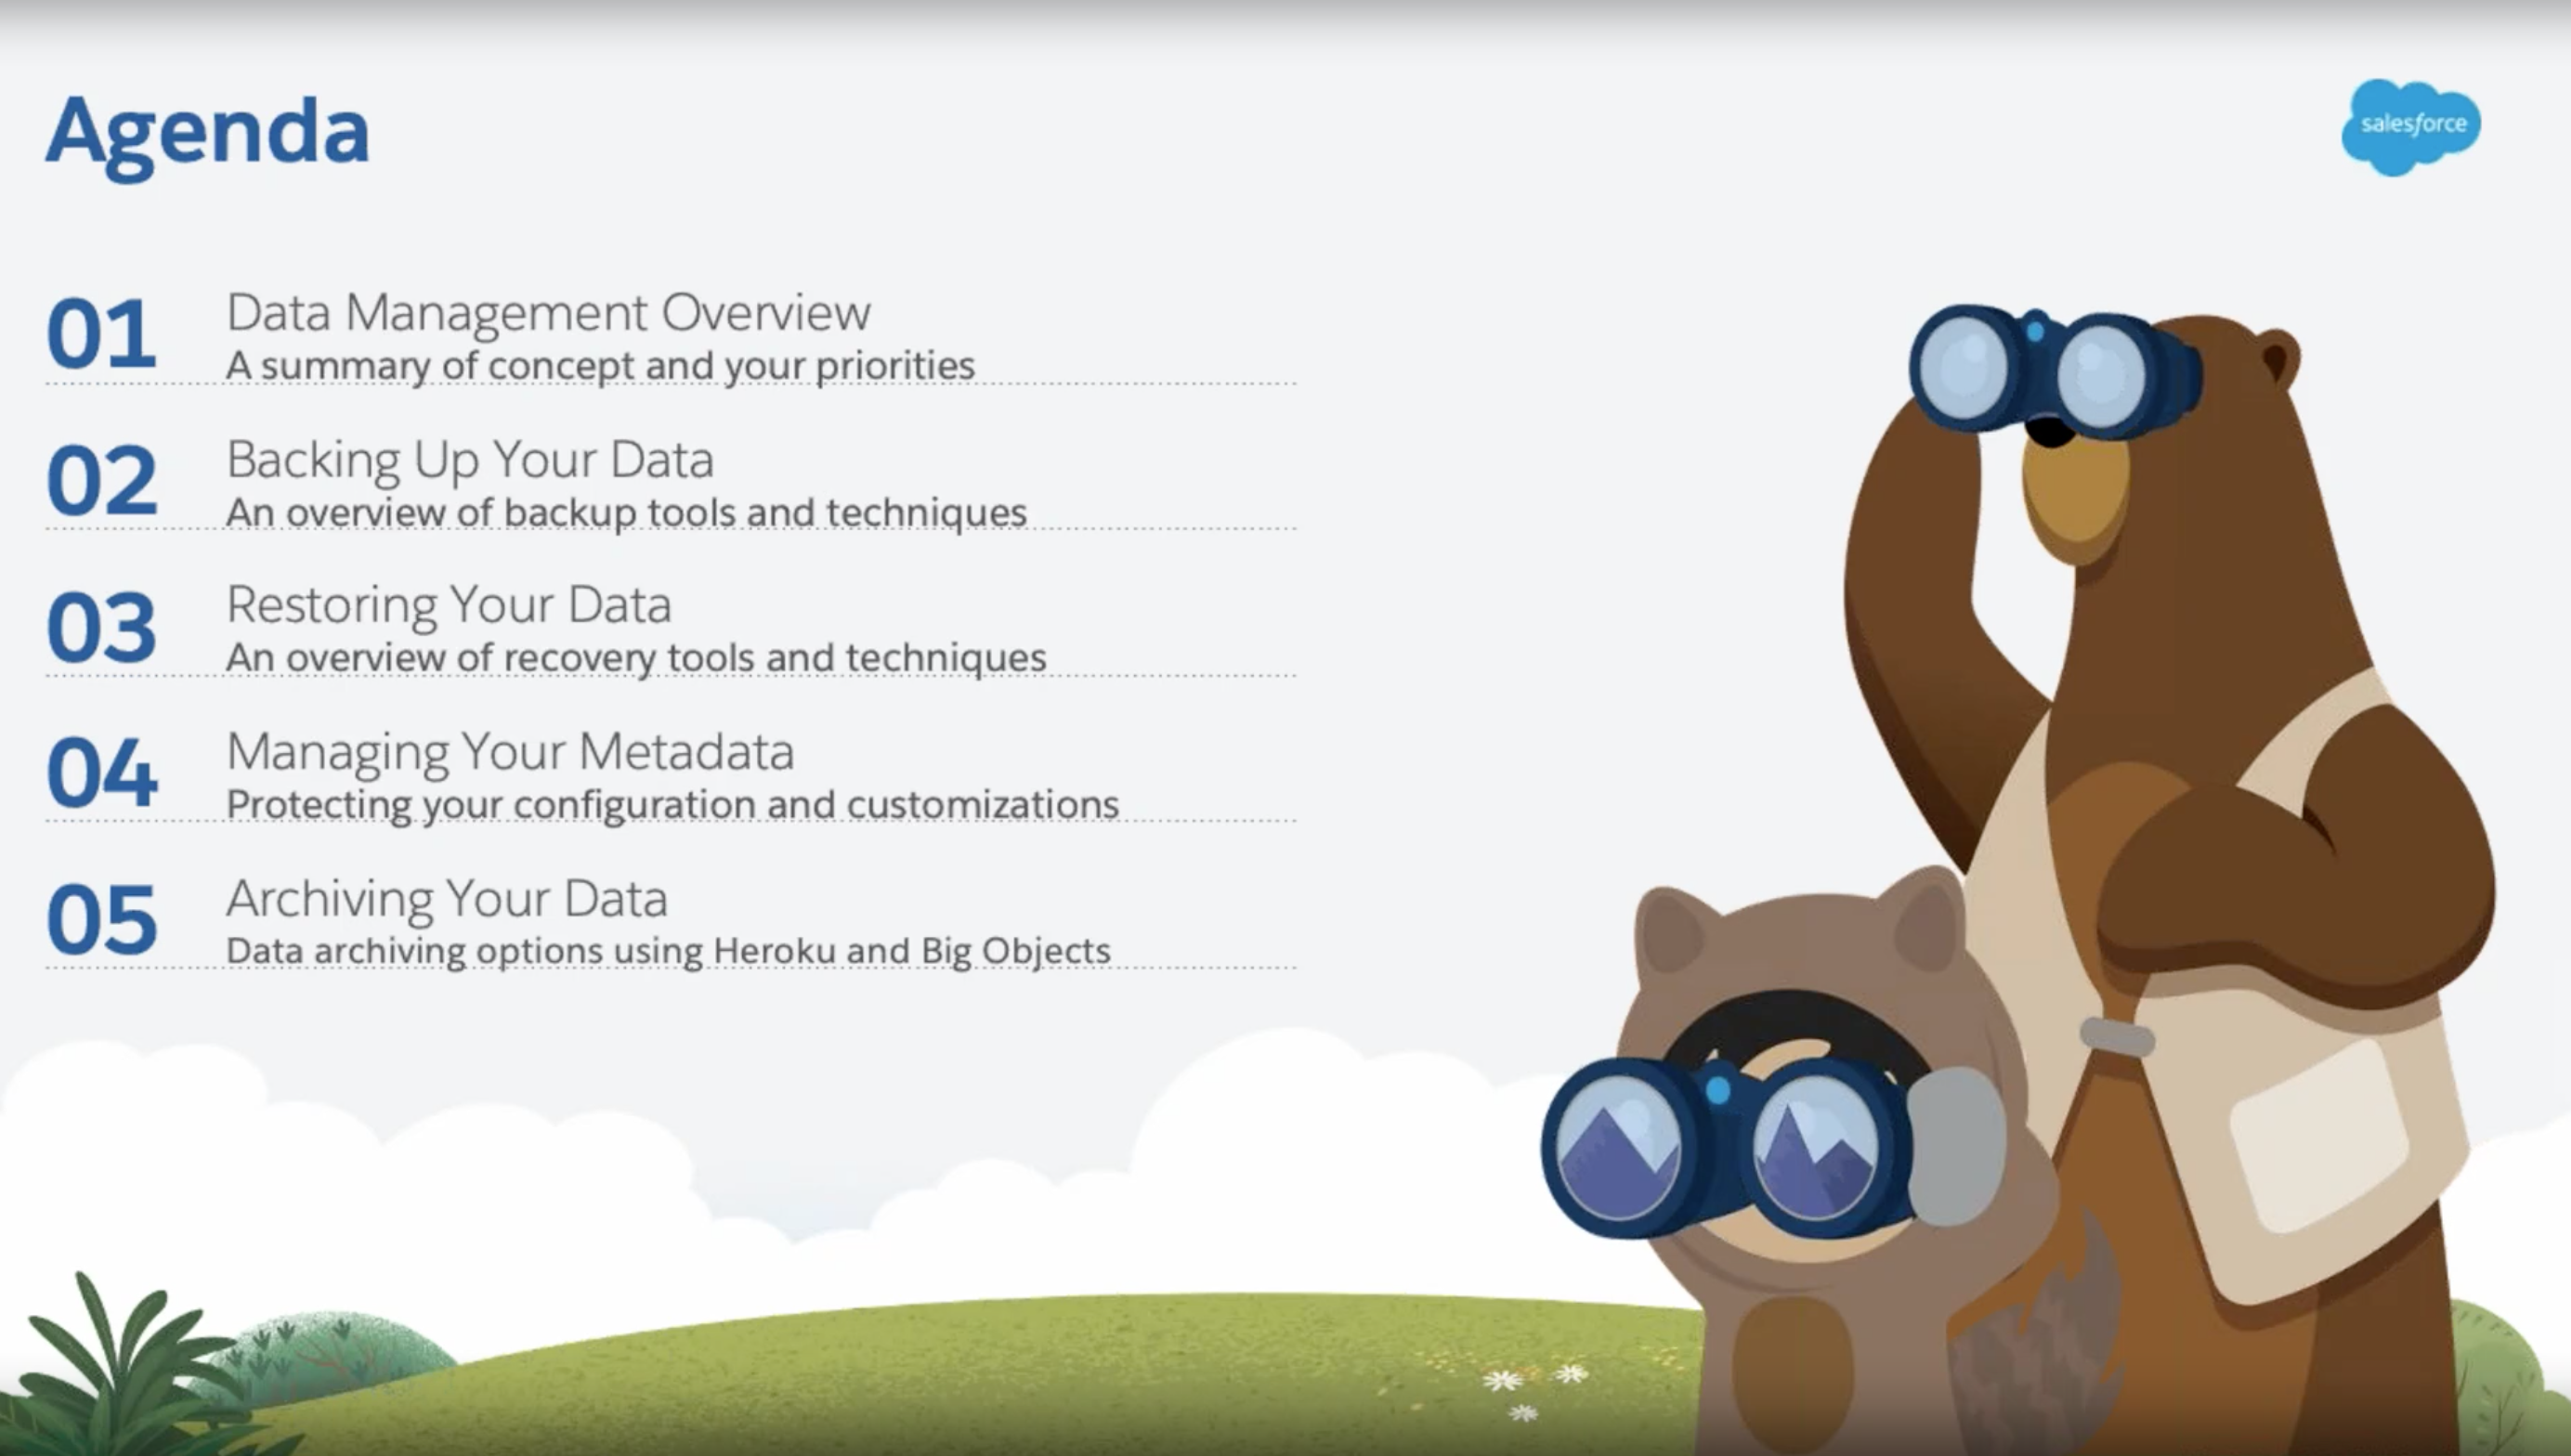 Agenda
salesforce
01
Data Management Overview
A summary of concept and your priorities
02
Backing Up Your Data
An overview of backup tools and techniques
03
Restoring Your Data
An overview of recovery tools and techniques
04
Managing Your Metadata
Protecting your configuration and customizations
05
Archiving Your Data
Data archiving options using Heroku and Big Objects